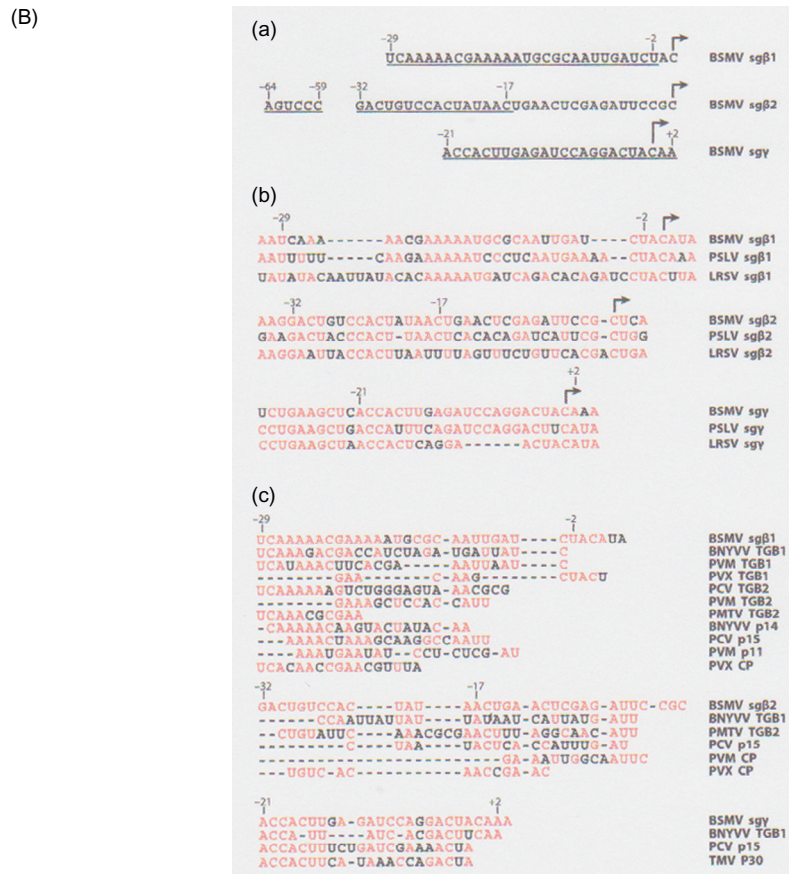 (B)
(a)
−29 −2
UCAAAAACGAAAAAUGCGCAAUUGAUCUAC BSMV sgβ1
−64 −59 −32 −17
AGUCCC GACUGUCCACUAUAACUGAACUCGAGAUUCCGC BSMV sgβ2
−21 +2
ACCACUUGAGAUCCAGGACUACAA BSMV sgγ
(b)
−29 −2
AAUCAAA------AACGAAAAAUGCGCAAUUGAU----CUACAUA BSMV sgβ1
AAUUUUU-----CAAGAAAAAUCCCUCAAUGAAAA--CUACAAA PSLV sgβ1
UAUAUACAAUUAUACACAAAAAUGAUCAGACACAGAUCCUACUUA LRSV sgβ1
−32 −17
AAGGACUGUCCACUAUAACUGAACUCGAGAUUCCG-CUCA BSMV sgβ2
GAAGACUACCCACU-UAACUCACACAGAUCAUUCG-CUGG PSLV sgβ2
AAGGAAUUACCACUUAAUUUUAGUUUCUGUUCACGACUGA LRSV sgβ2
−21 +2
UCUGAAGCUCACCACUUGAGAUCCAGGACUACAAA BSMV sgγ
CCUGAAGCUGACCAUUUCAGAUCCAGGACUUCAUA PSLV sgγ
CCUGAAGCUAACCACUCAGGA------ACUACAUA LRSV sgγ
(c)
−29 −2
UCAAAAACGAAAAAUGCGC-AAUUGAU-----CUACAUA BSMV sgβ1
UCAAAGACGACCAUCUAGA-UGAUUAU-----C BNYVV TGB1
UCAUAAACUUCACGA-----AAUUAAU-----C PVM TGB1
-------GAA------C-AAG--------CUACU PVX TGB1
UCAAAAAAGUCUGGGAGUA-AACGCG PCV TGB2
-------GAAAGCUCCAC-CAUU PVM TGB2
UCAAACGCGAA PMTV TGB2
-CAAAAACAAGUACUAUAC-AA BNYVV p14
---AAAACUAAAGCAAGGCCAAUU PCV p15
----AAAUGAAUAU--CCU-CUCG-AU PVM p11
UCACAACCGAACGUUUA PVX CP
−32 −17
GACUGUCCAC----UAU----AACUGA-ACUCGAG-AUUC-CGC BSMV sgβ2
------CCAAUUAUUAU----UAUAAU-CAUUAUG-AUU BNYVV TGB1
--CUGUAUUC----AAACGCGAACUUU-AGGCAAC-AUU PMTV TGB2
---------C----UAA----UACUCA-CCAUUUG-AU PCV p15
-------------------------GA-AAUUGGCAAUUC PVM CP
---UGUC-AC-----------AACCGA-AC PVX CP
−21 +2
ACCACUUGA-GAUCCAGGACUACAAA BSMV sgγ
ACCA-UU----AUC-ACGACUUCAA BNYVV TGB1
ACCACUUUCUGAUCGAAAACUA PCV p15
ACCACUUCA-UAAACCAGACUA TMV P30